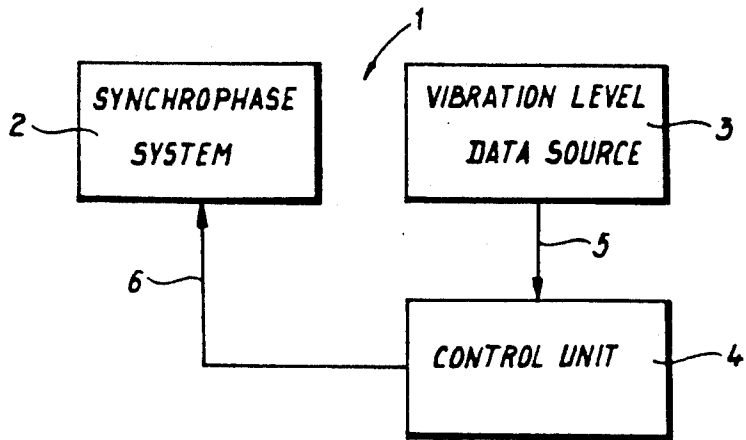 1
SYNCHROPHASE
SYSTEM
2
VIBRATION LEVEL
DATA SOURCE
3
5
6
CONTROL UNIT
4